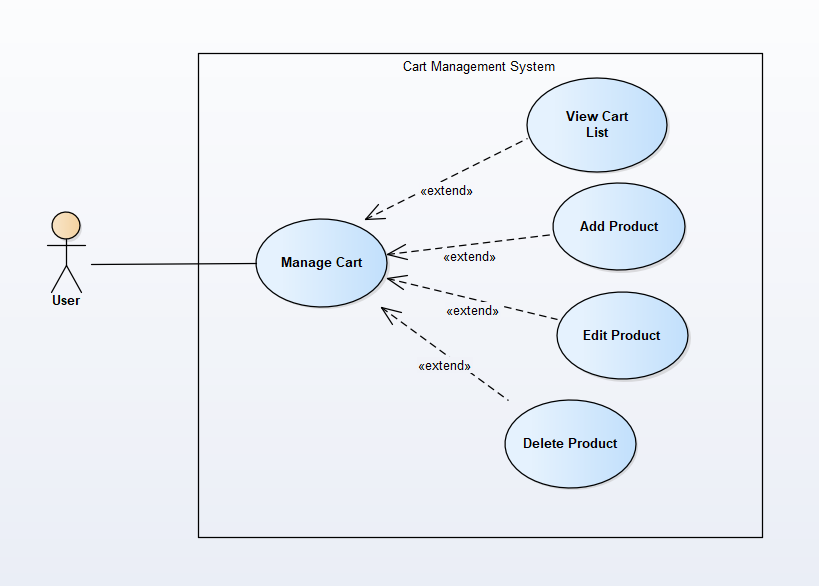 Cart Management System
View Cart
List
«extend»
Add Product
«extend»
Manage Cart
User
«extend»
Edit Product
«extend»
Delete Product